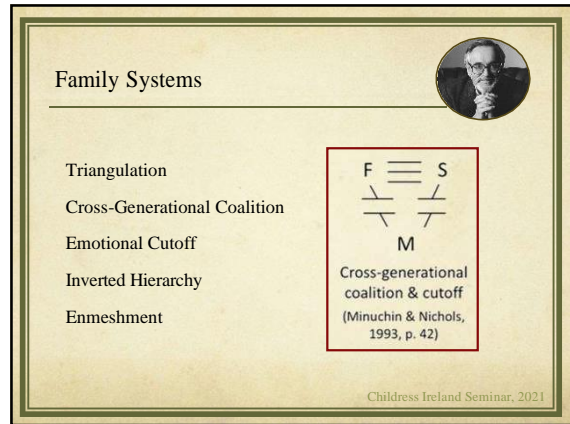 Family Systems
Triangulation
Cross-Generational Coalition
Emotional Cutoff
Inverted Hierarchy
Enmeshment
F S
M
Cross-generational
coalition & cutoff
(Minuchin & Nichols,
1993, p. 42)
Childress Ireland Seminar, 2021